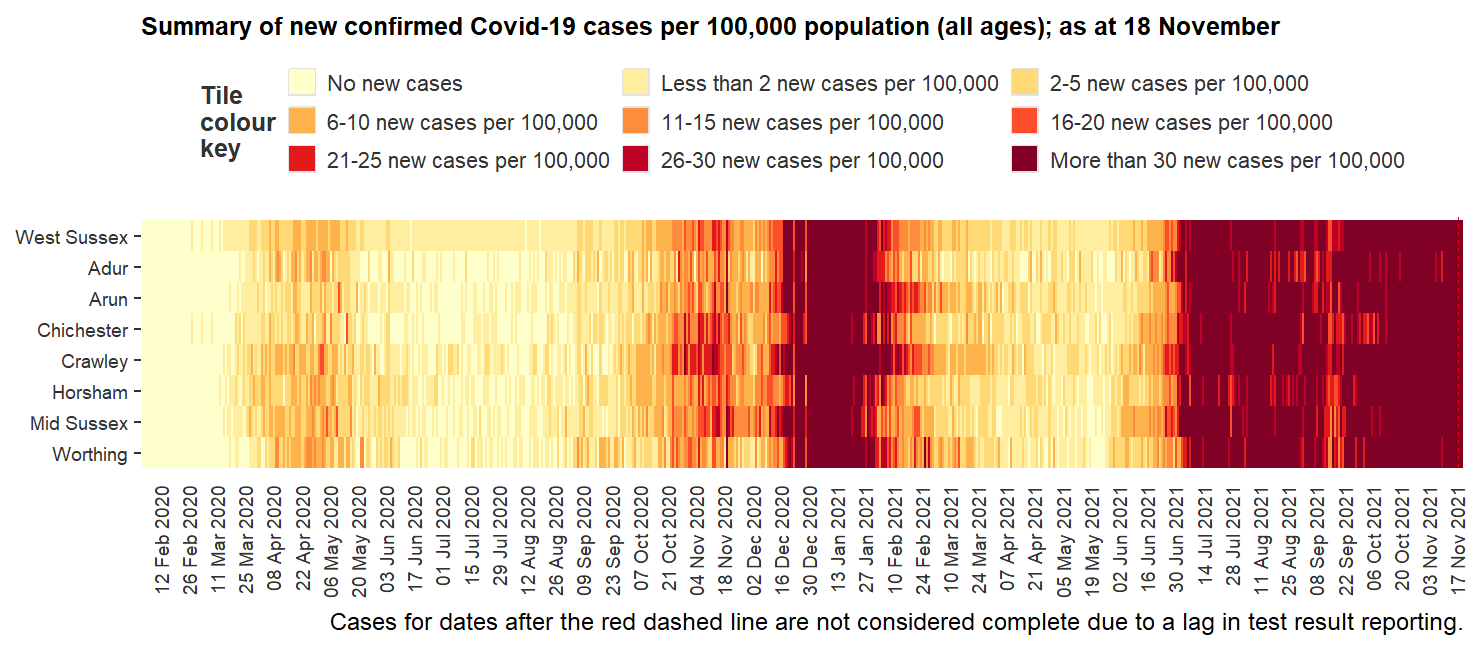 Summary of new confirmed Covid-19 cases per 100,000 population (all ages); as at 18 November
Tile
colour
key
No new cases
Less than 2 new cases per 100,000
2-5 new cases per 100,000
6-10 new cases per 100,000
11-15 new cases per 100,000
16-20 new cases per 100,000
21-25 new cases per 100,000
26-30 new cases per 100,000
More than 30 new cases per 100,000
West Sussex
Adur
Arun
Chichester
Crawley
Horsham
Mid Sussex
Worthing
12 Feb 2020
26 Feb 2020
11 Mar 2020
25 Mar 2020
08 Apr 2020
22 Apr 2020
06 May 2020
20 May 2020
03 Jun 2020
17 Jun 2020
01 Jul 2020
15 Jul 2020
29 Jul 2020
12 Aug 2020
26 Aug 2020
09 Sep 2020
23 Sep 2020
07 Oct 2020
21 Oct 2020
04 Nov 2020
18 Nov 2020
02 Dec 2020
16 Dec 2020
30 Dec 2020
13 Jan 2021
27 Jan 2021
10 Feb 2021
24 Feb 2021
10 Mar 2021
24 Mar 2021
07 Apr 2021
21 Apr 2021
05 May 2021
19 May 2021
02 Jun 2021
16 Jun 2021
30 Jun 2021
14 Jul 2021
28 Jul 2021
11 Aug 2021
25 Aug 2021
08 Sep 2021
22 Sep 2021
06 Oct 2021
20 Oct 2021
03 Nov 2021
17 Nov 2021
Cases for dates after the red dashed line are not considered complete due to a lag in test result reporting.